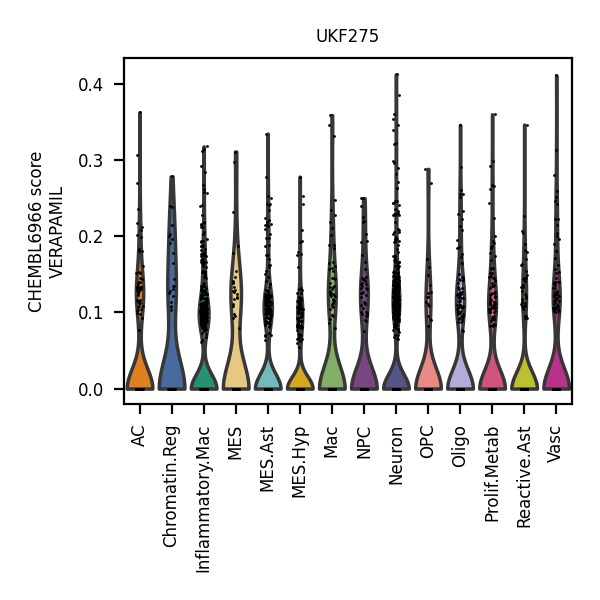 UKF275
CHEMBL6966 score
VERAPAMIL
0.4
0.3
0.2
0.1
0.0
AC
Chromatin.Reg
Inflammatory.Mac
MES
MES.Ast
MES.Hyp
Mac
NPC
Neuron
OPC
Oligo
Prolif.Metab
Reactive.Ast
Vasc